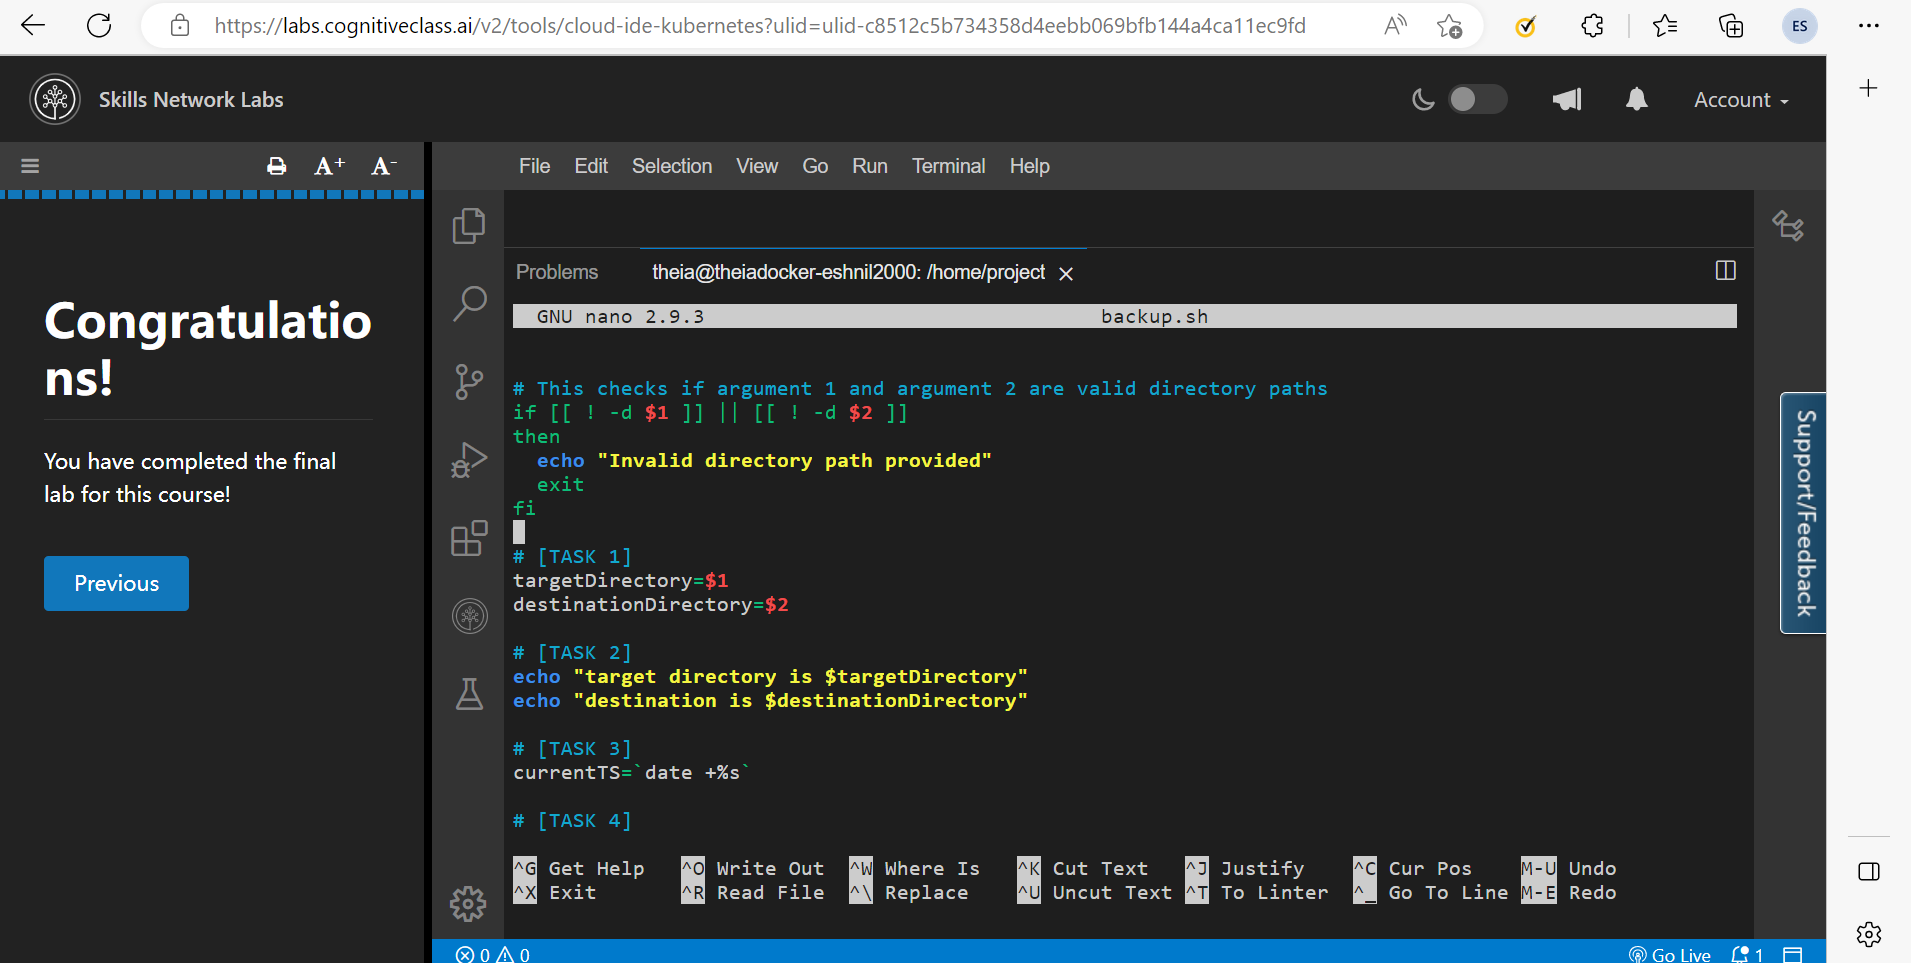 https://labs.cognitiveclass.ai/v2/tools/cloud-ide-kubernetes?ulid=ulid-c8512c5b734358d4eebb069bfb144a4ca11ec9fd
ES
Skills Network Labs
Account
A+ A-
File Edit Selection View Go Run Terminal Help
Problems theia@theiadocker-eshnil2000: /home/project
GNU nano 2.9.3 backup.sh
# This checks if argument 1 and argument 2 are valid directory paths
if [[ ! -d $1 ]] || [[ ! -d $2 ]]
then
  echo "Invalid directory path provided"
  exit
fi
# [TASK 1]
targetDirectory=$1
destinationDirectory=$2
# [TASK 2]
echo "target directory is $targetDirectory"
echo "destination is $destinationDirectory"
# [TASK 3]
currentTS=`date +%s`
# [TASK 4]
^G Get Help ^O Write Out ^W Where Is ^K Cut Text ^J Justify ^C Cur Pos M-U Undo
^X Exit ^R Read File ^\ Replace ^U Uncut Text ^T To Linter ^_ Go To Line M-E Redo
Congratulatio
ns!
You have completed the final
lab for this course!
Previous
Support/Feedback
0 0 Go Live 1